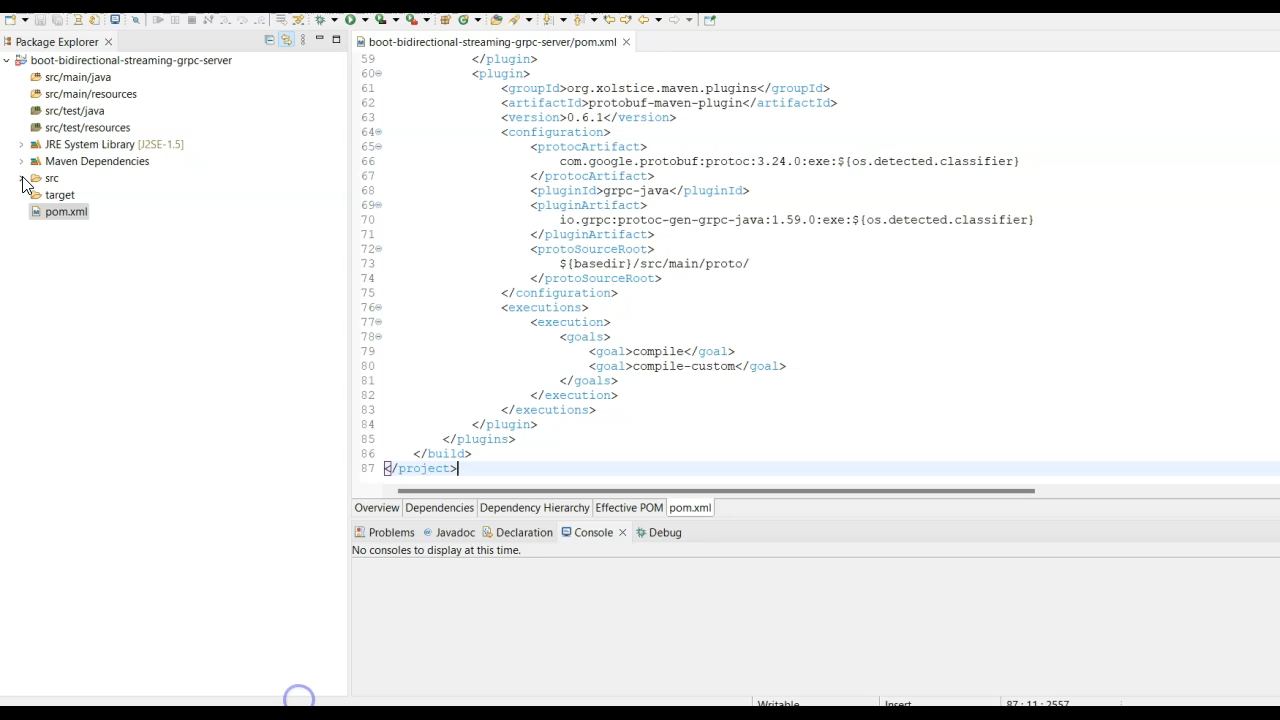 Package Explorer
boot-bidirectional-streaming-grpc-server
src/main/java
src/main/resources
src/test/java
src/test/resources
JRE System Library [J2SE-1.5]
Maven Dependencies
src
target
pom.xml
boot-bidirectional-streaming-grpc-server/pom.xml
59 </plugin>
60 <plugin>
61 <groupId>org.xolstice.maven.plugins</groupId>
62 <artifactId>protobuf-maven-plugin</artifactId>
63 <version>0.6.1</version>
64 <configuration>
65 <protocArtifact>
66 com.google.protobuf:protoc:3.24.0:exe:${os.detected.classifier}
67 </protocArtifact>
68 <pluginId>grpc-java</pluginId>
69 <pluginArtifact>
70 io.grpc:protoc-gen-grpc-java:1.59.0:exe:${os.detected.classifier}
71 </pluginArtifact>
72 <protoSourceRoot>
73 ${basedir}/src/main/proto/
74 </protoSourceRoot>
75 </configuration>
76 <executions>
77 <execution>
78 <goals>
79 <goal>compile</goal>
80 <goal>compile-custom</goal>
81 </goals>
82 </execution>
83 </executions>
84 </plugin>
85 </plugins>
86 </build>
87 </project>
Overview Dependencies Dependency Hierarchy Effective POM pom.xml
Problems Javadoc Declaration Console Debug
No consoles to display at this time.
Writable Insert 87 : 11 : 2557